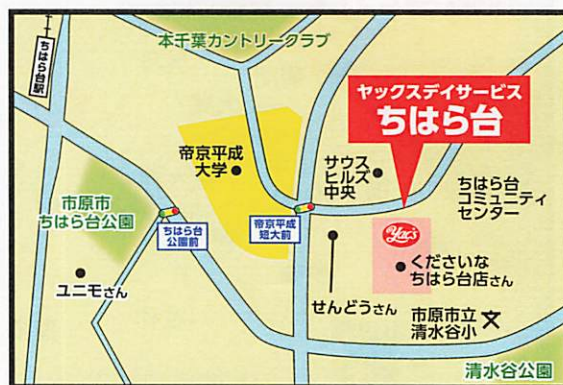 本千葉カントリークラブ
ちはら台駅
ヤックスデイサービス
ちはら台
帝京平成
大学
サウス
ヒルズ
中央
ちはら台
コミュニティ
センター
市原市
ちはら台公園
ちはら台
公園前
帝京平成
短大前
Yac's
くださいな
ちはら台店さん
ユニモさん
せんどうさん
市原市立
清水谷小
文
清水谷公園